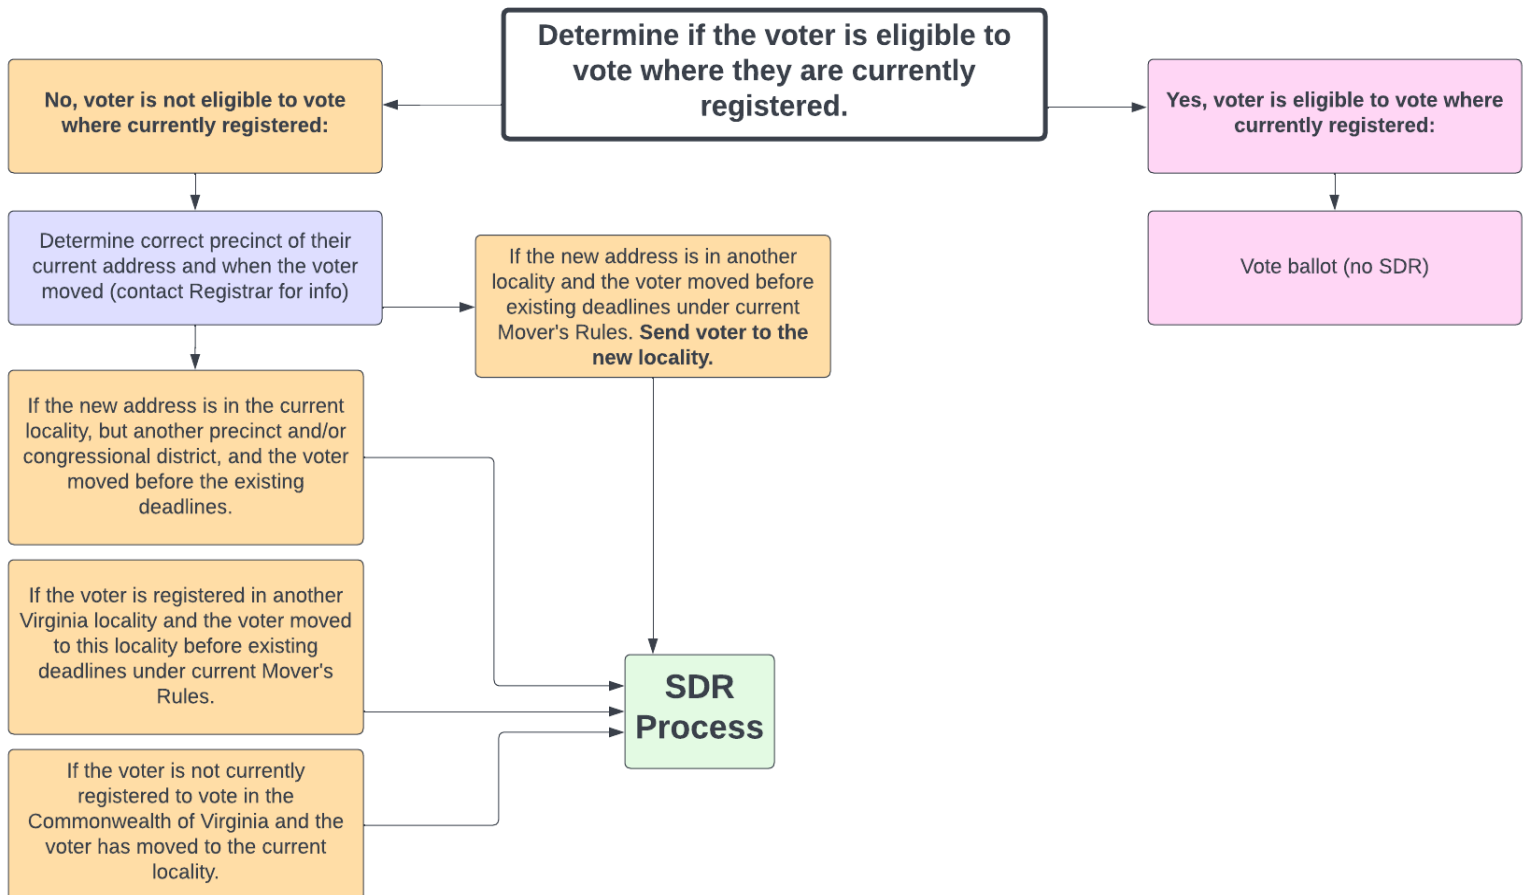 Determine if the voter is eligible to
vote where they are currently
registered.
No, voter is not eligible to vote
where currently registered:
Yes, voter is eligible to vote where
currently registered:
Determine correct precinct of their
current address and when the voter
moved (contact Registrar for info)
If the new address is in another
locality and the voter moved before
existing deadlines under current
Mover's Rules. Send voter to the
new locality.
Vote ballot (no SDR)
If the new address is in the current
locality, but another precinct and/or
congressional district, and the voter
moved before the existing
deadlines.
If the voter is registered in another
Virginia locality and the voter moved
to this locality before existing
deadlines under current Mover's
Rules.
SDR
Process
If the voter is not currently
registered to vote in the
Commonwealth of Virginia and the
voter has moved to the current
locality.